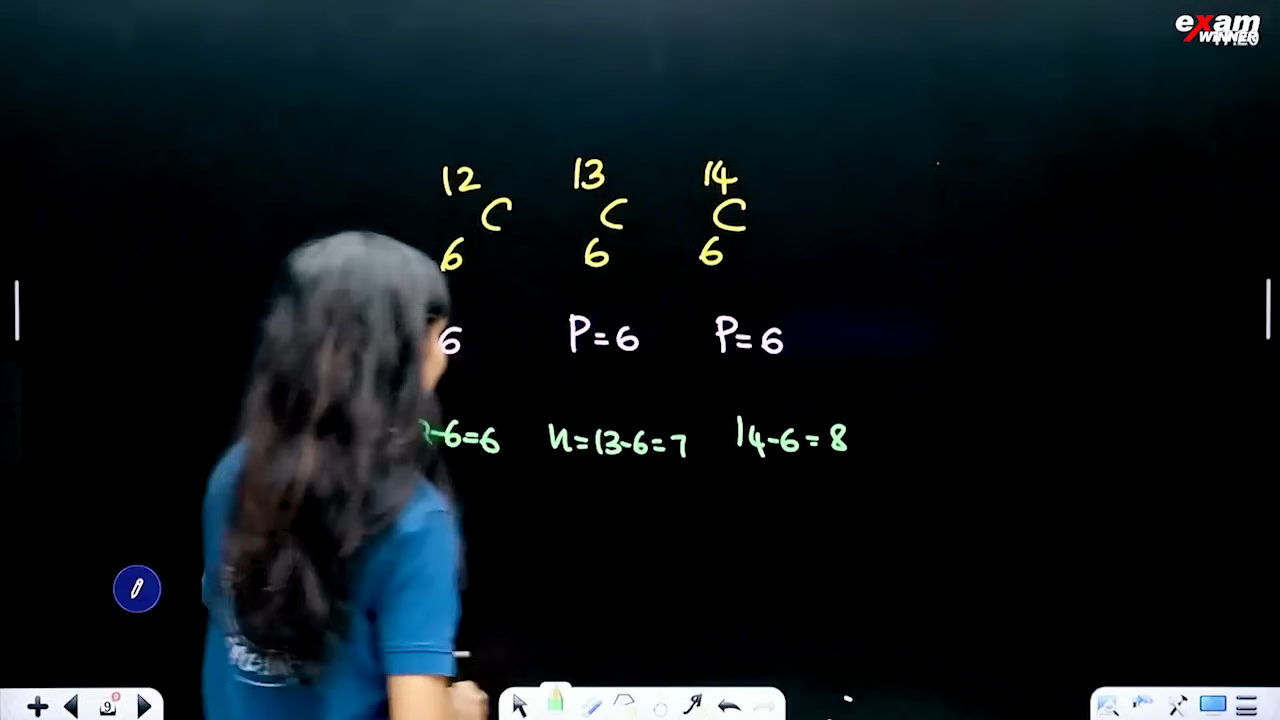 exam
WINNER
12 13 14
C C C
6 6 6
6 P=6 P=6
-6=6 n=13-6=7 14-6=8
9